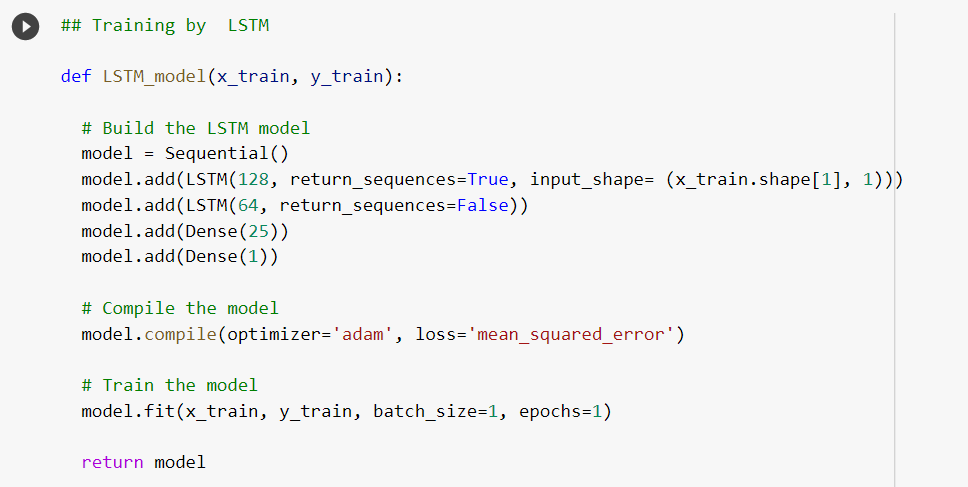 ## Training by  LSTM
def LSTM_model(x_train, y_train):
# Build the LSTM model
model = Sequential()
model.add(LSTM(128, return_sequences=True, input_shape= (x_train.shape[1], 1)))
model.add(LSTM(64, return_sequences=False))
model.add(Dense(25))
model.add(Dense(1))
# Compile the model
model.compile(optimizer='adam', loss='mean_squared_error')
# Train the model
model.fit(x_train, y_train, batch_size=1, epochs=1)
return model